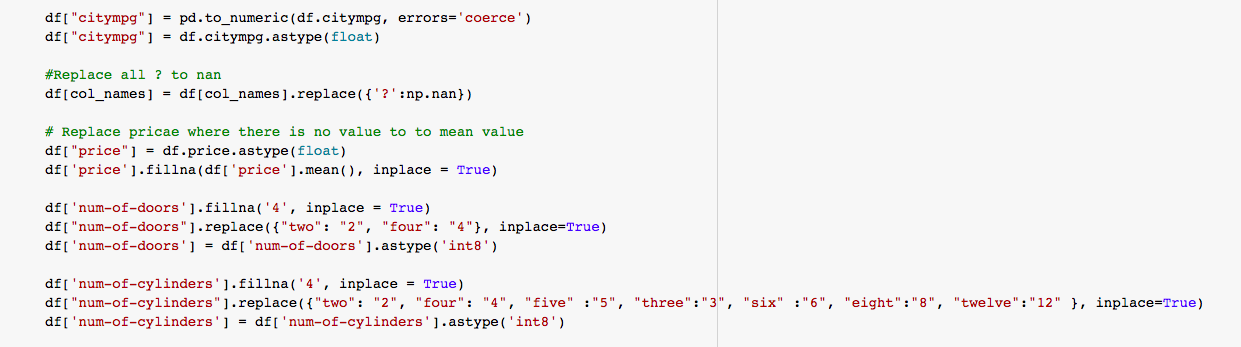 df["citympg"] = pd.to_numeric(df.citympg, errors='coerce')
df["citympg"] = df.citympg.astype(float)
#Replace all ? to nan
df[col_names] = df[col_names].replace({'?':np.nan})
# Replace pricae where there is no value to to mean value
df["price"] = df.price.astype(float)
df['price'].fillna(df['price'].mean(), inplace = True)
df['num-of-doors'].fillna('4', inplace = True)
df["num-of-doors"].replace({"two": "2", "four": "4"}, inplace=True)
df['num-of-doors'] = df['num-of-doors'].astype('int8')
df['num-of-cylinders'].fillna('4', inplace = True)
df["num-of-cylinders"].replace({"two": "2", "four": "4", "five" :"5", "three":"3", "six" :"6", "eight":"8", "twelve":"12" }, inplace=True)
df['num-of-cylinders'] = df['num-of-cylinders'].astype('int8')